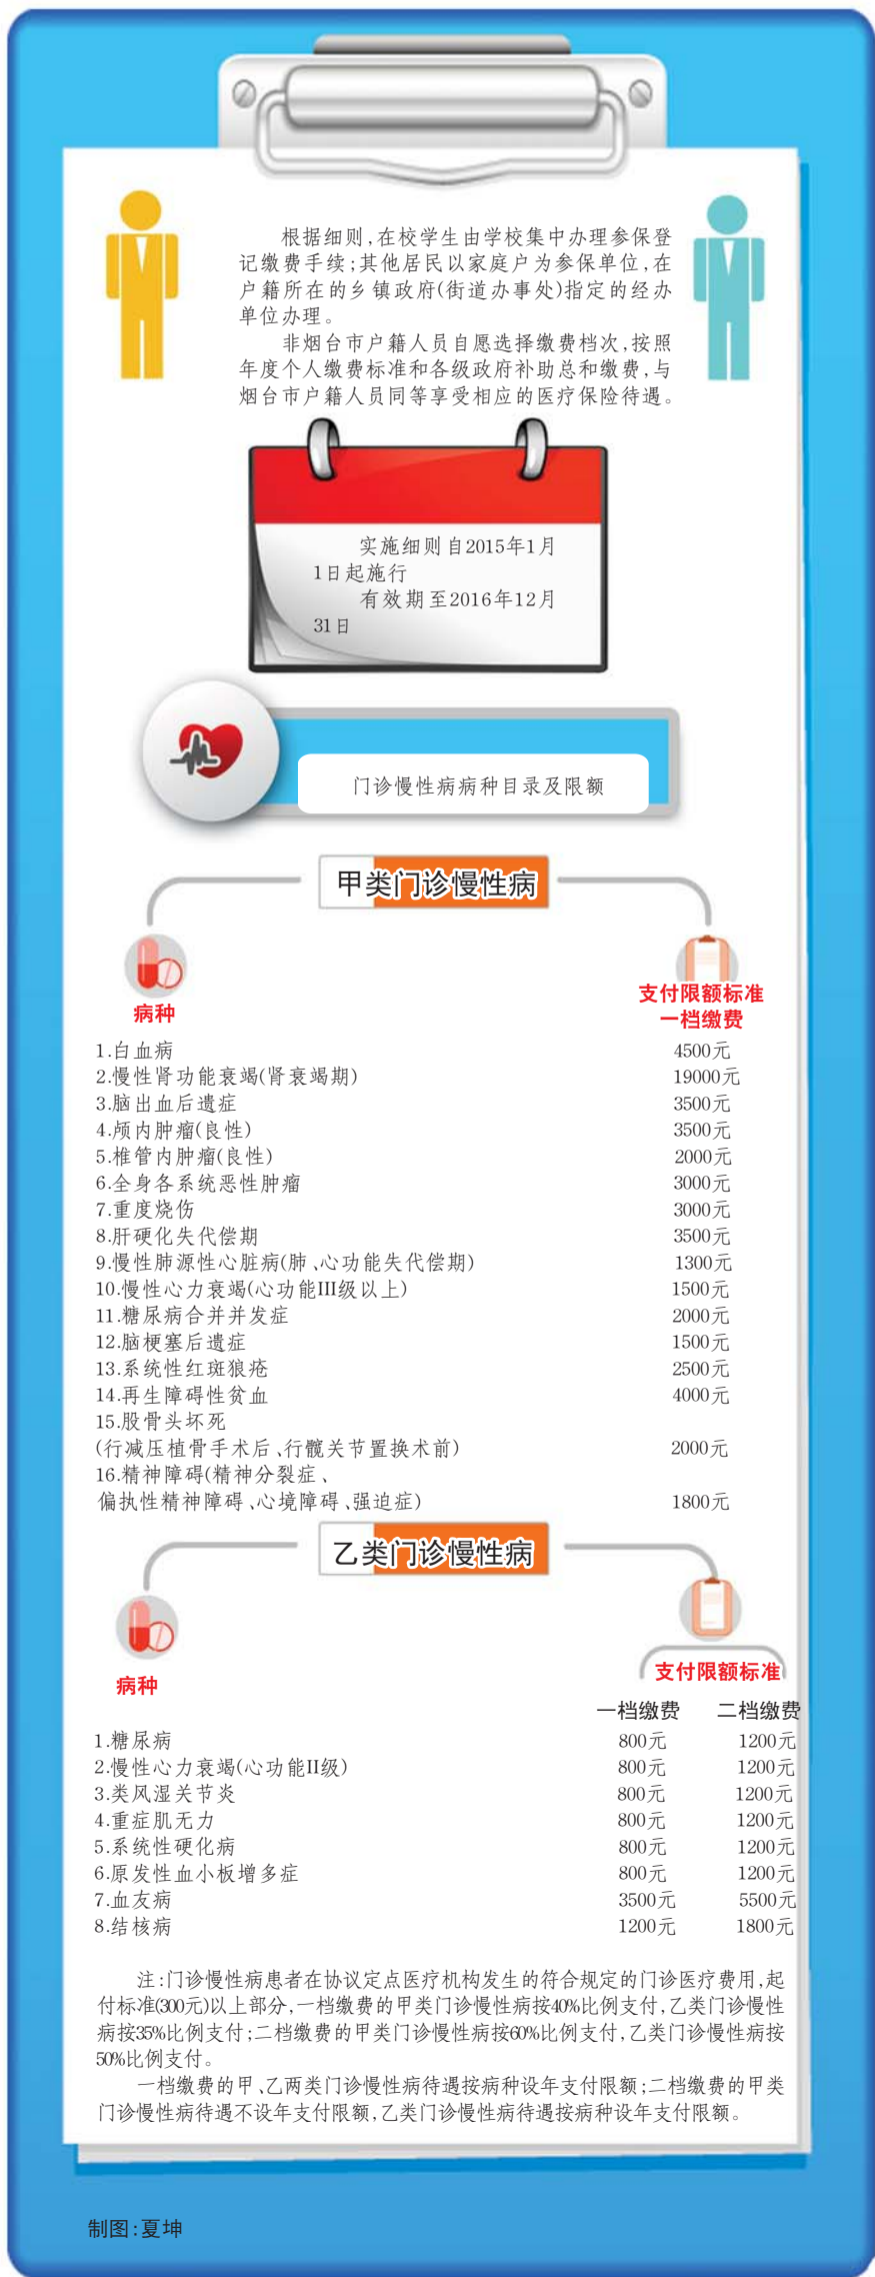 根据细则,在校学生由学校集中办理参保登
记缴费手续;其他居民以家庭户为参保单位,在
户籍所在的乡镇政府(街道办事处)指定的经办
单位办理。
非烟台市户籍人员自愿选择缴费档次,按照
年度个人缴费标准和各级政府补助总和缴费,与
烟台市户籍人员同等享受相应的医疗保险待遇。
实施细则自2015年1月
1日起施行
有效期至2016年12月
31日
门诊慢性病病种目录及限额
甲类门诊慢性病
病种
支付限额标准
一档缴费
1.白血病 4500元
2.慢性肾功能衰竭(肾衰竭期) 19000元
3.脑出血后遗症 3500元
4.颅内肿瘤(良性) 3500元
5.椎管内肿瘤(良性) 2000元
6.全身各系统恶性肿瘤 3000元
7.重度烧伤 3000元
8.肝硬化失代偿期 3500元
9.慢性肺源性心脏病(肺、心功能失代偿期) 1300元
10.慢性心力衰竭(心功能III级以上) 1500元
11.糖尿病合并并发症 2000元
12.脑梗塞后遗症 1500元
13.系统性红斑狼疮 2500元
14.再生障碍性贫血 4000元
15.股骨头坏死
(行减压植骨手术后、行髋关节置换术前) 2000元
16.精神障碍(精神分裂症、
偏执性精神障碍、心境障碍、强迫症) 1800元
乙类门诊慢性病
病种
支付限额标准
一档缴费 二档缴费
1.糖尿病 800元 1200元
2.慢性心力衰竭(心功能II级) 800元 1200元
3.类风湿关节炎 800元 1200元
4.重症肌无力 800元 1200元
5.系统性硬化病 800元 1200元
6.原发性血小板增多症 800元 1200元
7.血友病 3500元 5500元
8.结核病 1200元 1800元
注:门诊慢性病患者在协议定点医疗机构发生的符合规定的门诊医疗费用,起
付标准(300元)以上部分,一档缴费的甲类门诊慢性病按40%比例支付,乙类门诊慢性
病按35%比例支付;二档缴费的甲类门诊慢性病按60%比例支付,乙类门诊慢性病按
50%比例支付。
一档缴费的甲、乙两类门诊慢性病待遇按病种设年支付限额;二档缴费的甲类
门诊慢性病待遇不设年支付限额,乙类门诊慢性病待遇按病种设年支付限额。
制图:夏坤